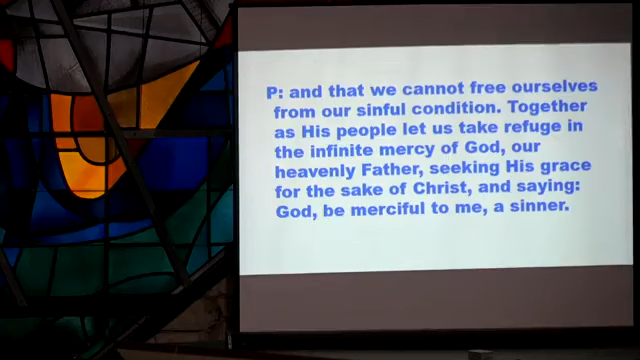 P: and that we cannot free ourselves
from our sinful condition. Together
as His people let us take refuge in
the infinite mercy of God, our
heavenly Father, seeking His grace
for the sake of Christ, and saying:
God, be merciful to me, a sinner.